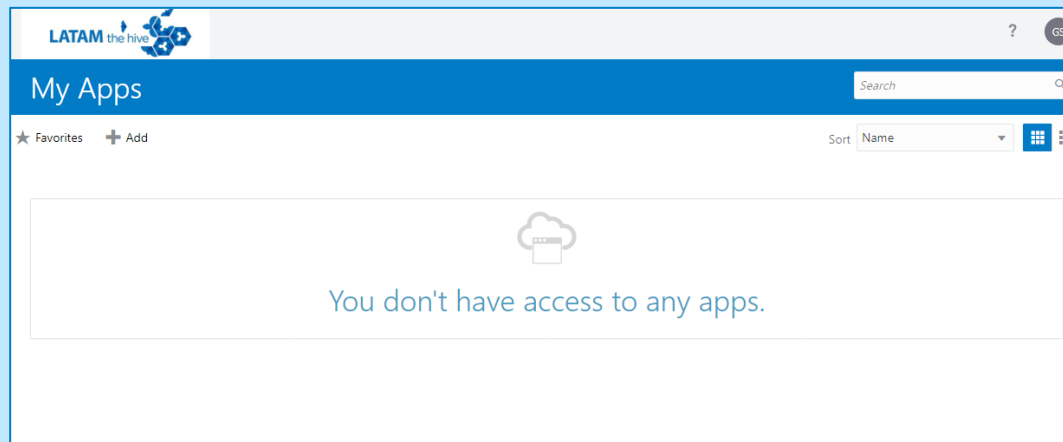 LATAM the hive
?
GS
My Apps
Search
Favorites
Add
Sort
Name
You don't have access to any apps.